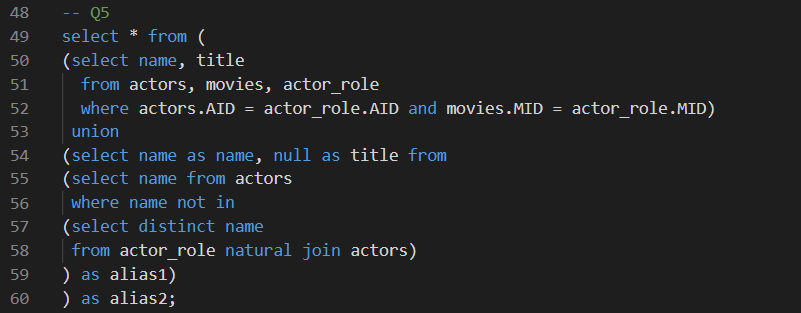 48 -- Q5
49 select * from (
50 (select name, title
51 from actors, movies, actor_role
52 where actors.AID = actor_role.AID and movies.MID = actor_role.MID)
53 union
54 (select name as name, null as title from
55 (select name from actors
56 where name not in
57 (select distinct name
58 from actor_role natural join actors)
59 ) as alias1)
60 ) as alias2;